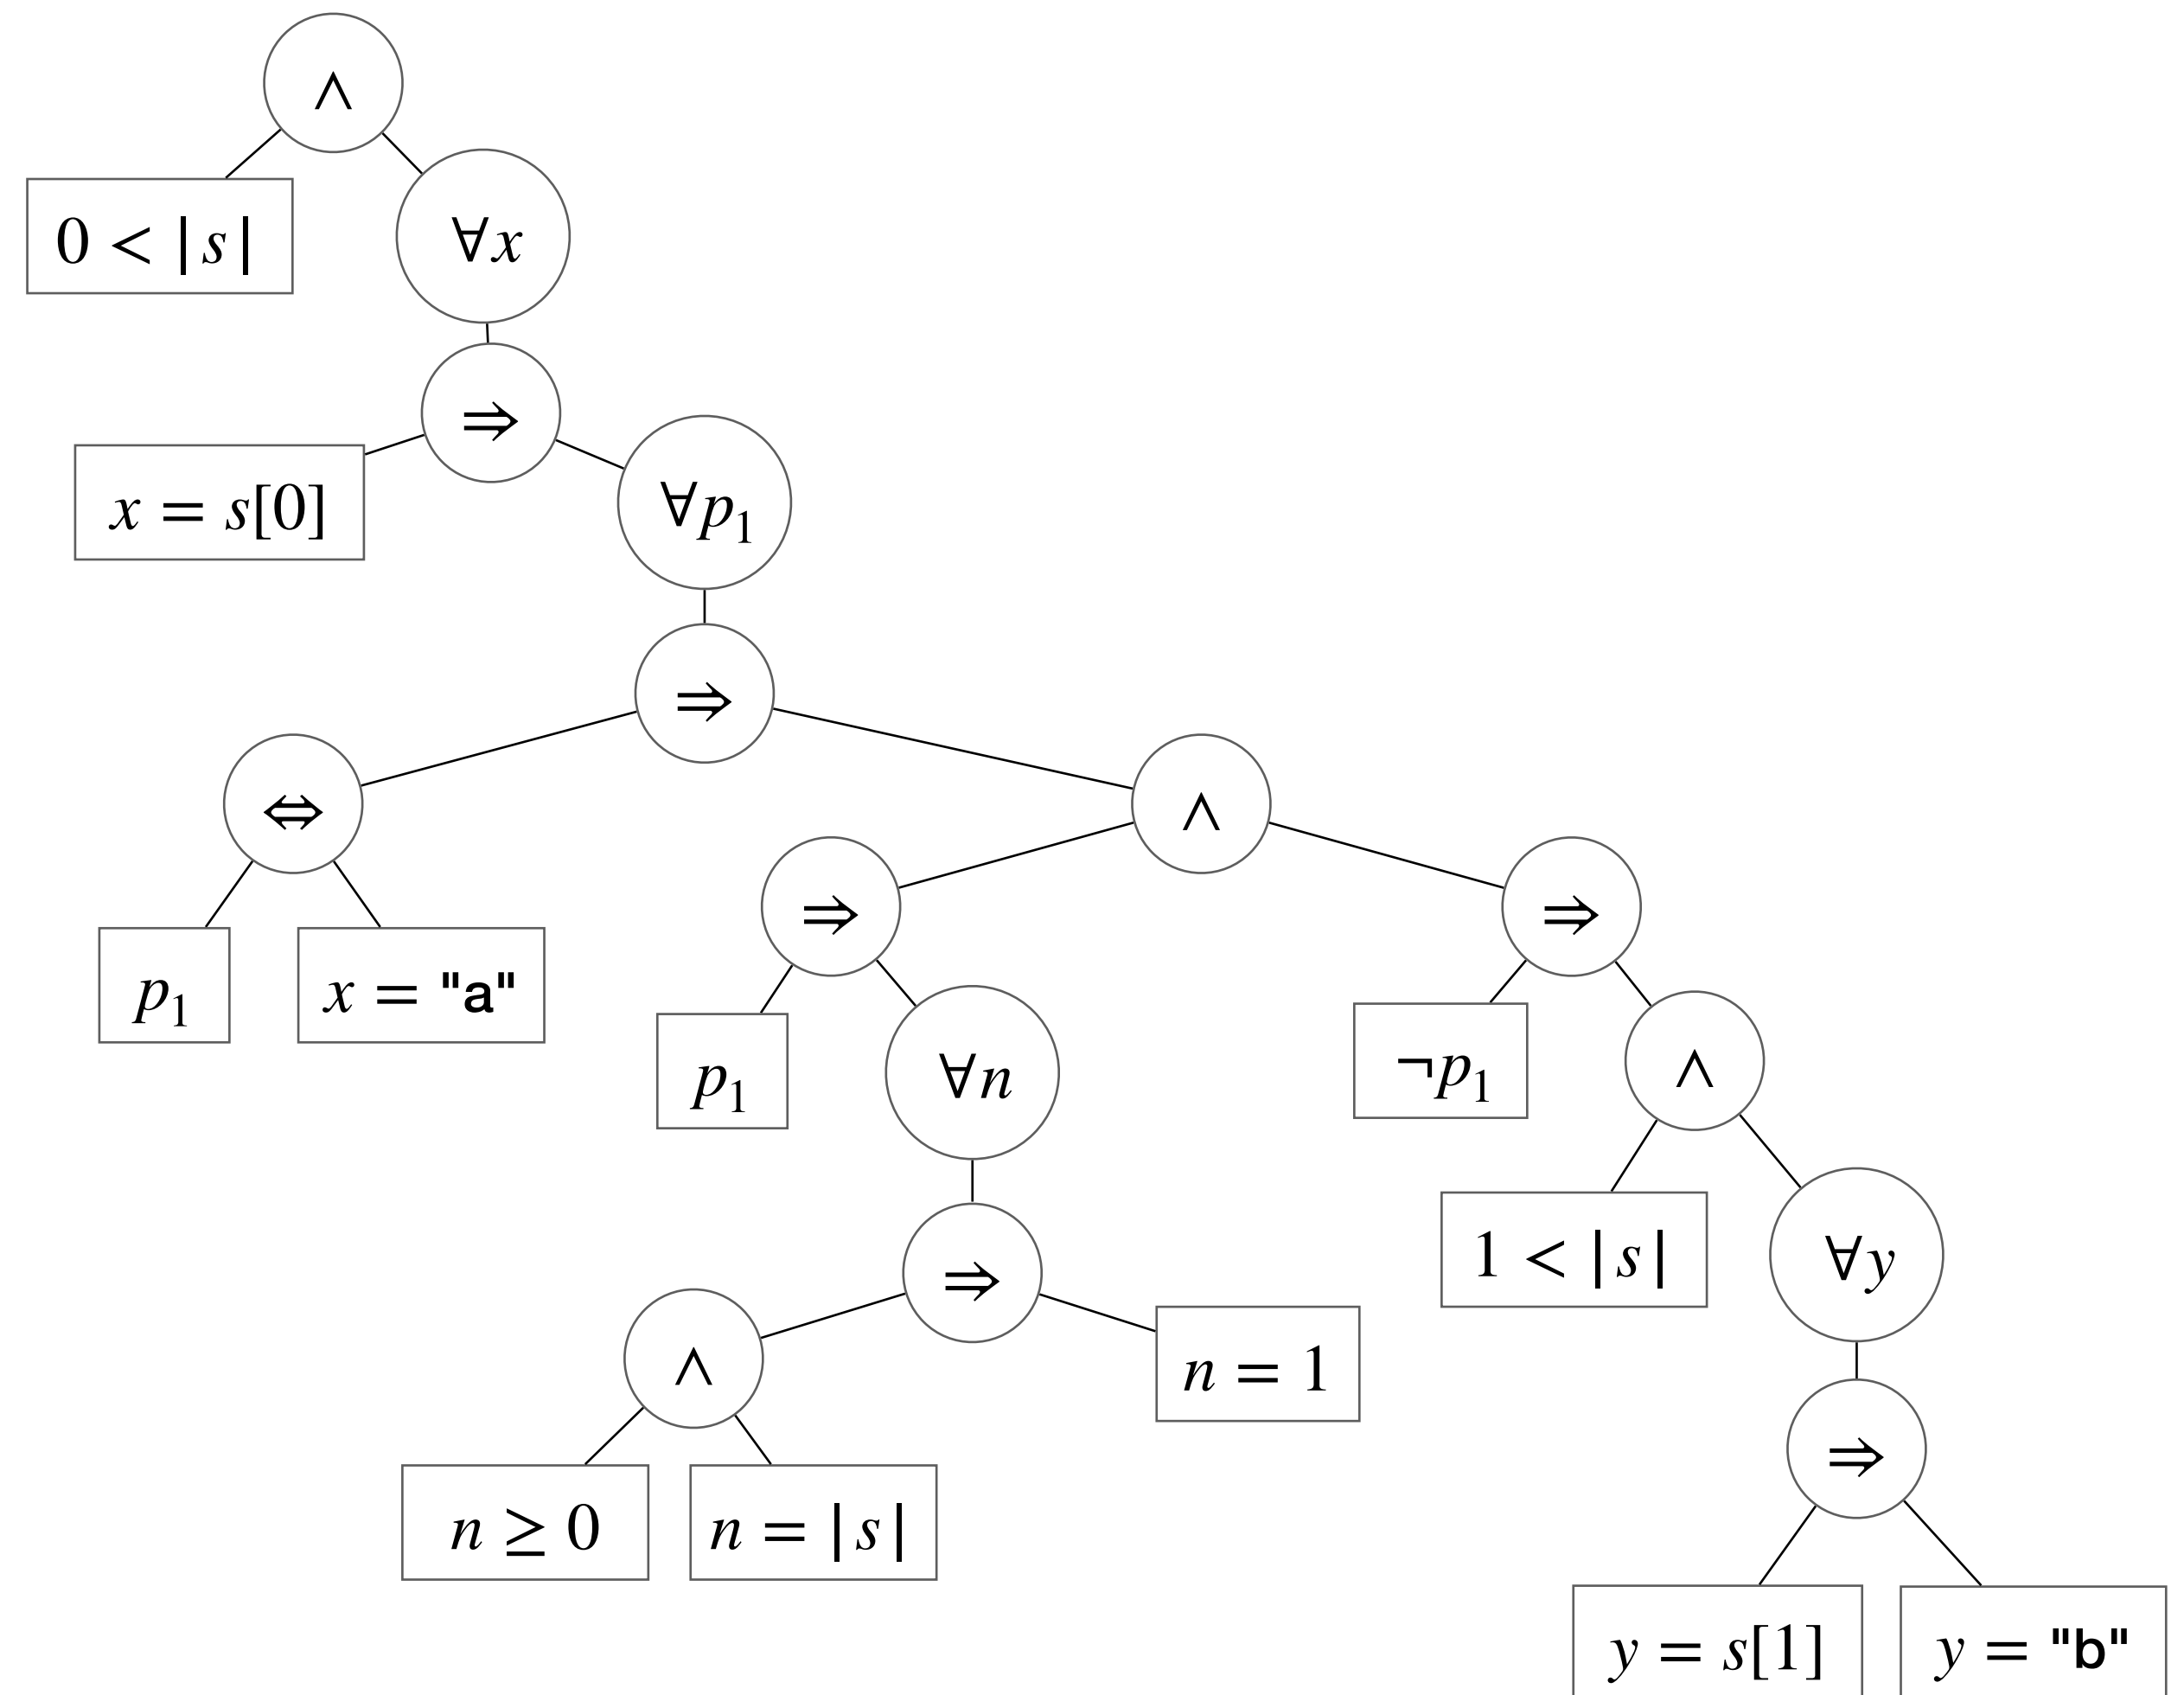 ∧
0 < |s|
∀x
⇒
x = s[0]
∀p₁
⇒
⇔
∧
p₁
x = "a"
⇒
⇒
p₁
∀n
¬p₁
∧
⇒
1 < |s|
∀y
∧
n = 1
n ≥ 0
n = |s|
⇒
y = s[1]
y = "b"